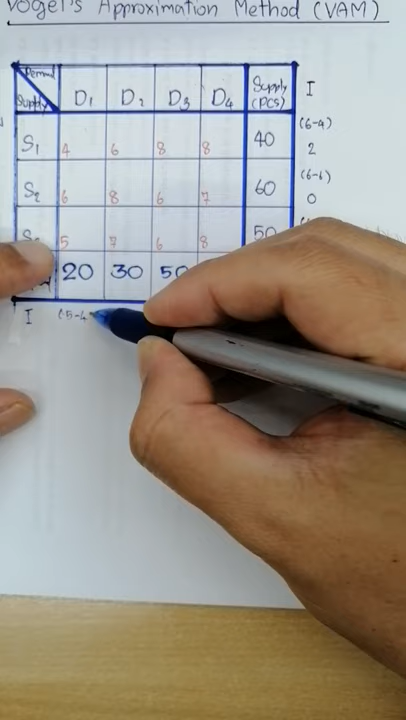 Vogel's Approximation Method (VAM)
Demand Supply D1 D2 D3 D4 Supply (pcs) I
S1 4 6 8 8 40 (6-4) 2
S2 6 8 6 7 60 (6-6) 0
5 7 6 8 50
20 30 50
I (5-4